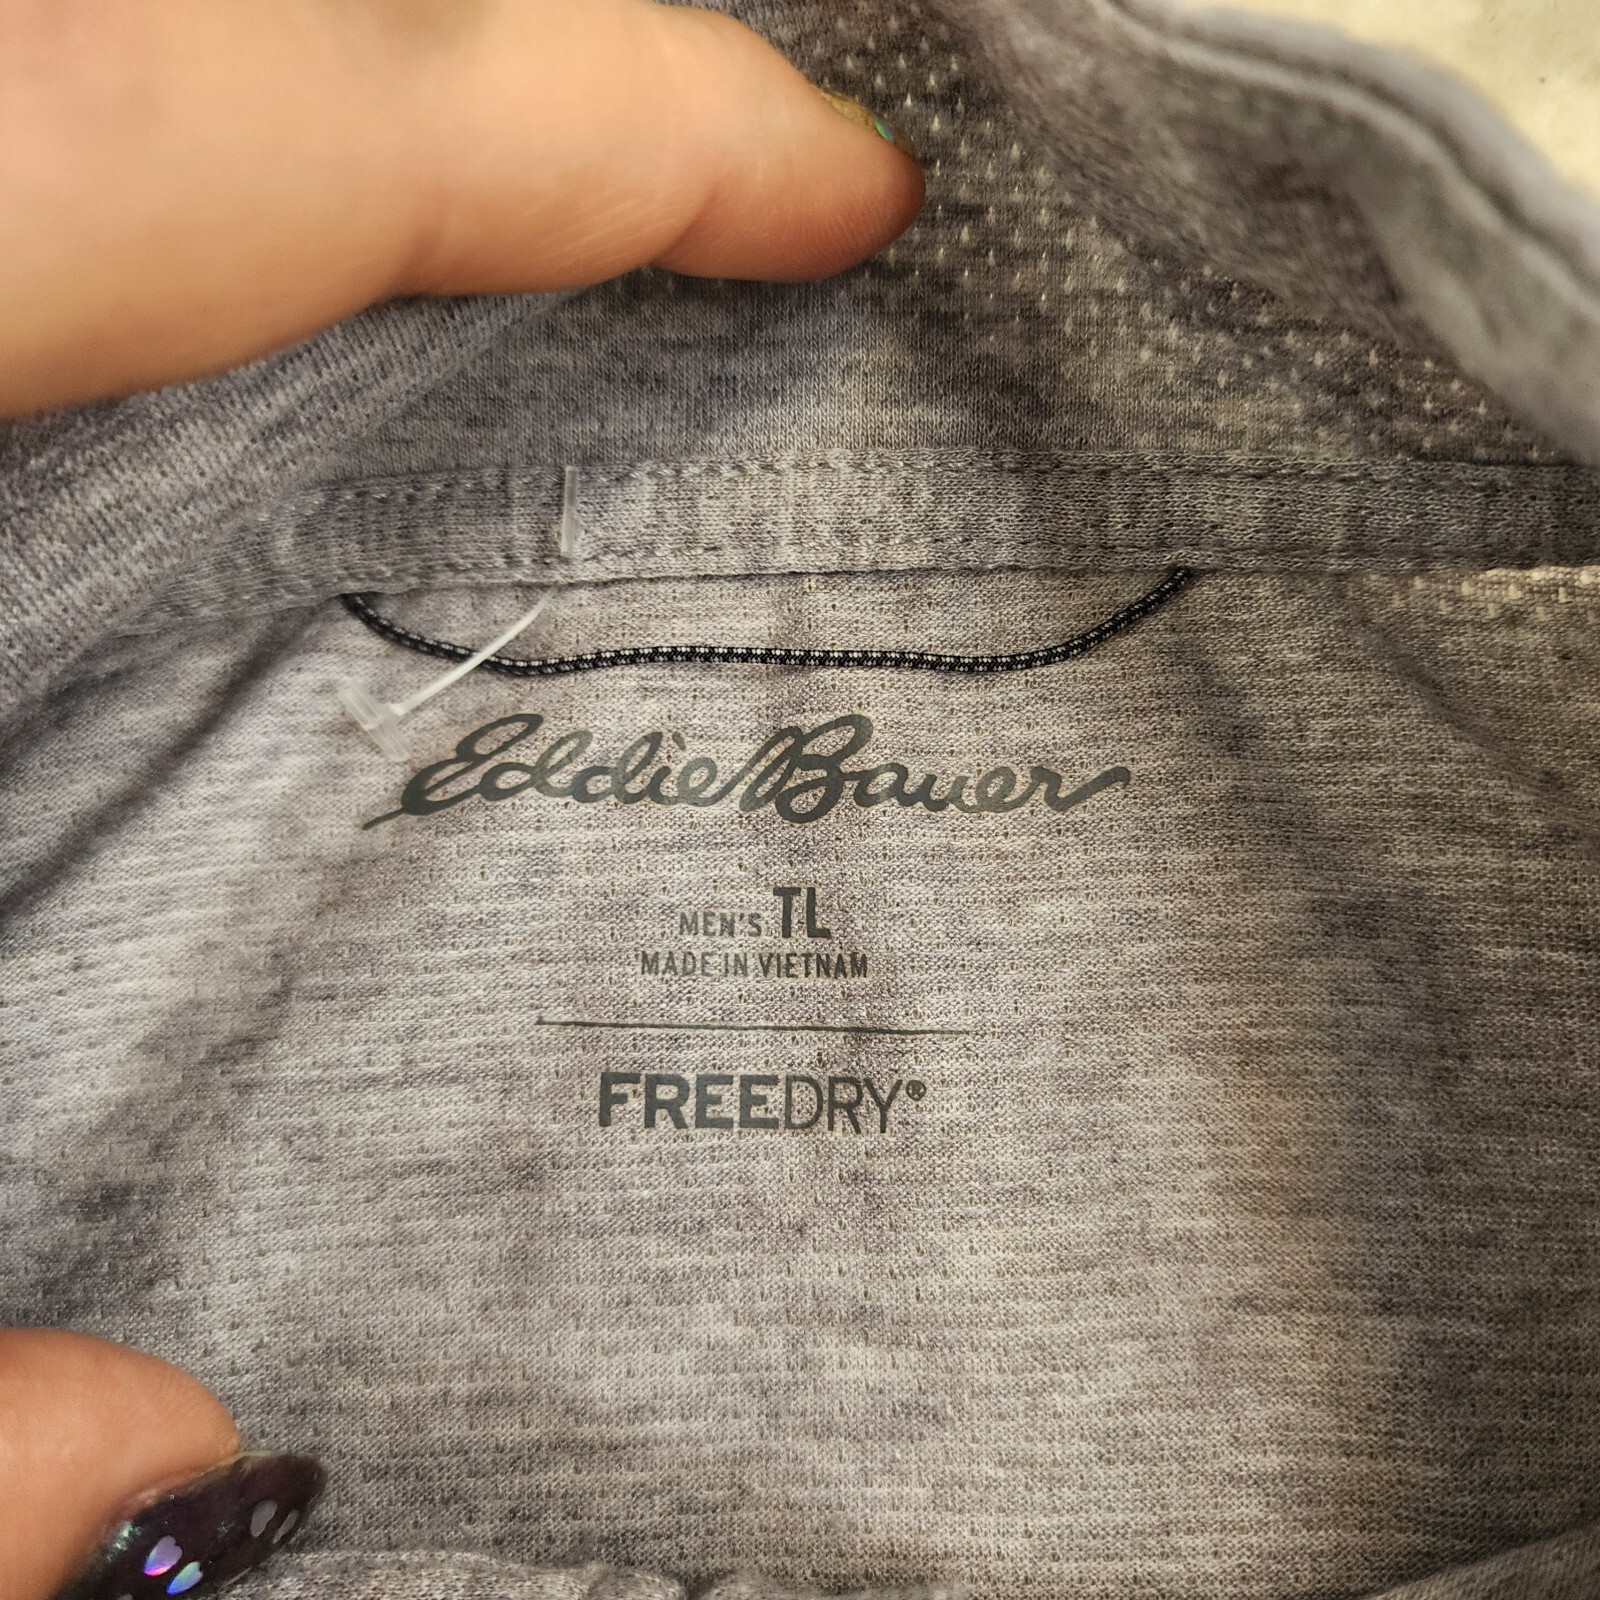 Eddie Bauer
MEN'S TL
MADE IN VIETNAM
FREEDRY®